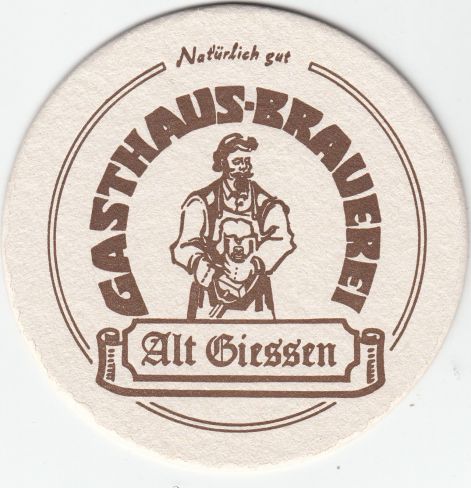 Natürlich gut
GASTHAUS-BRAUEREI
Alt Giessen